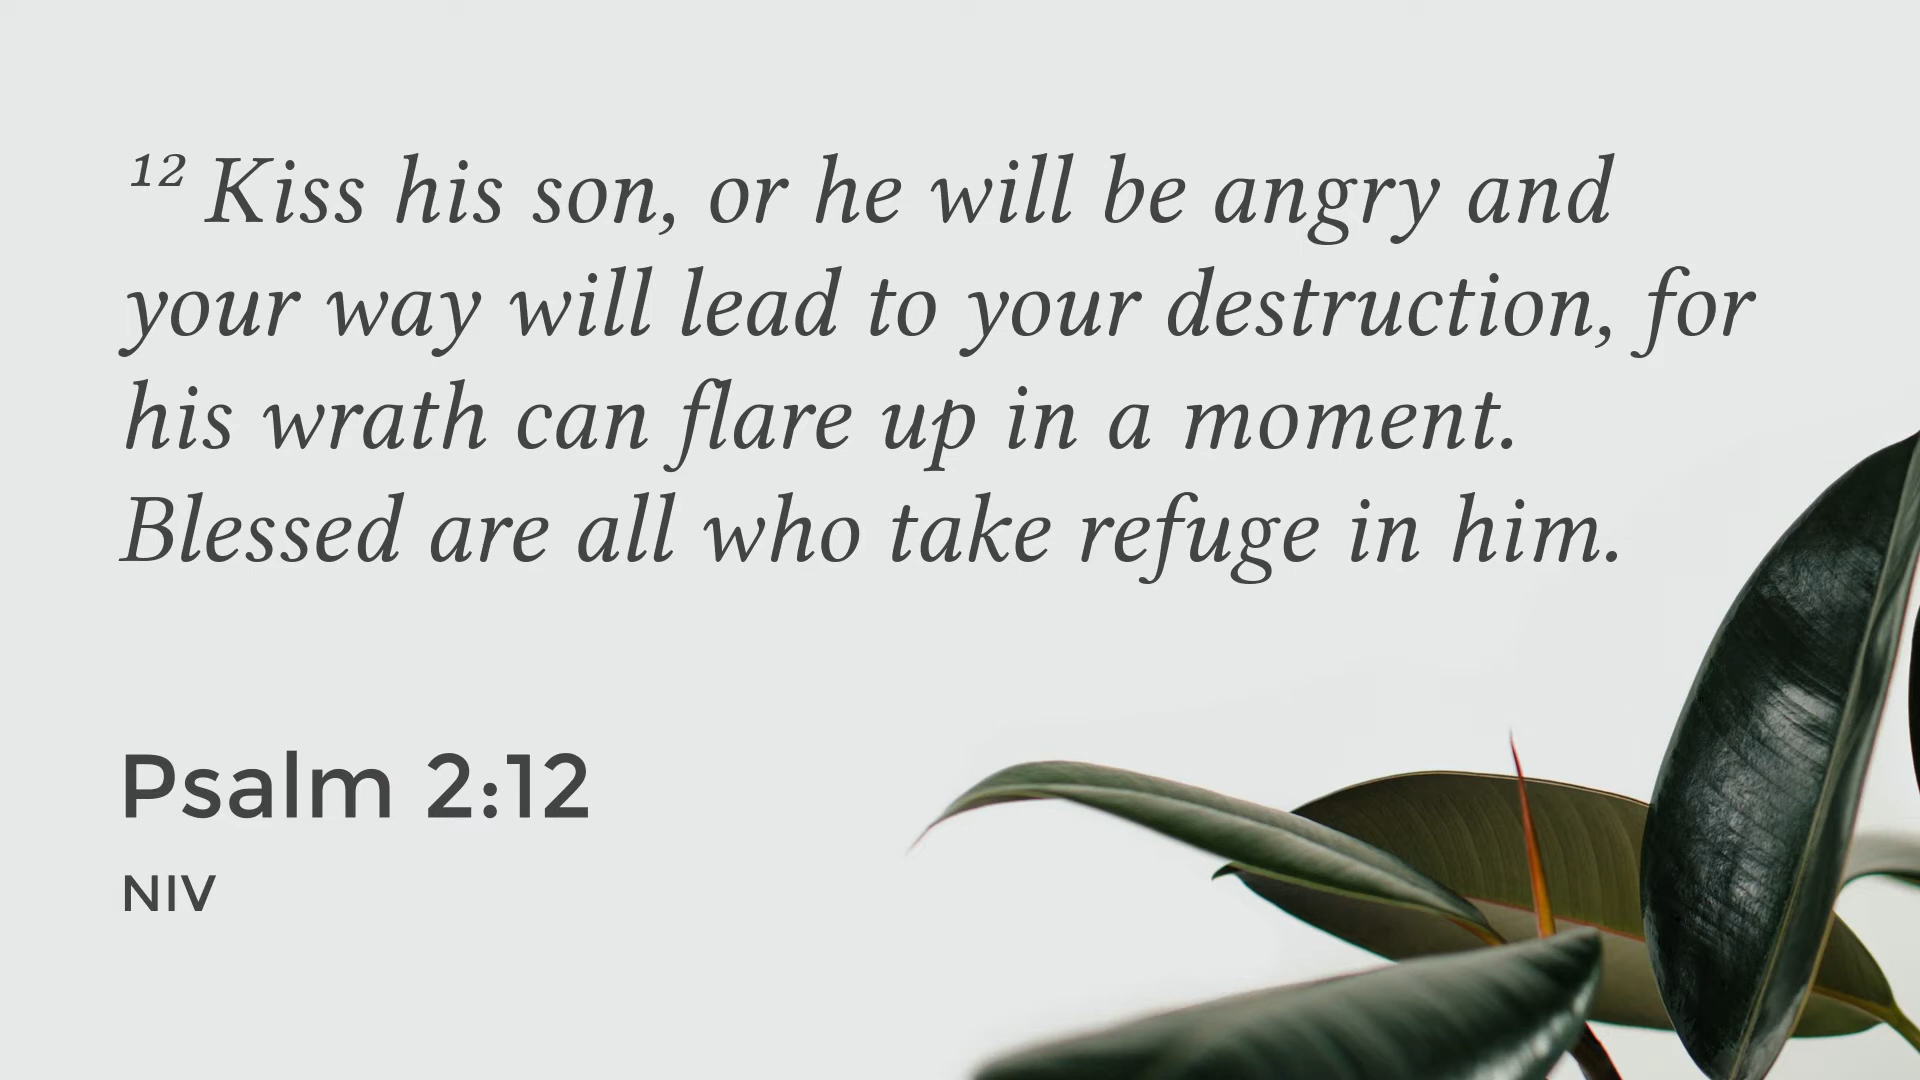 ¹² Kiss his son, or he will be angry and
your way will lead to your destruction, for
his wrath can flare up in a moment.
Blessed are all who take refuge in him.
Psalm 2:12
NIV